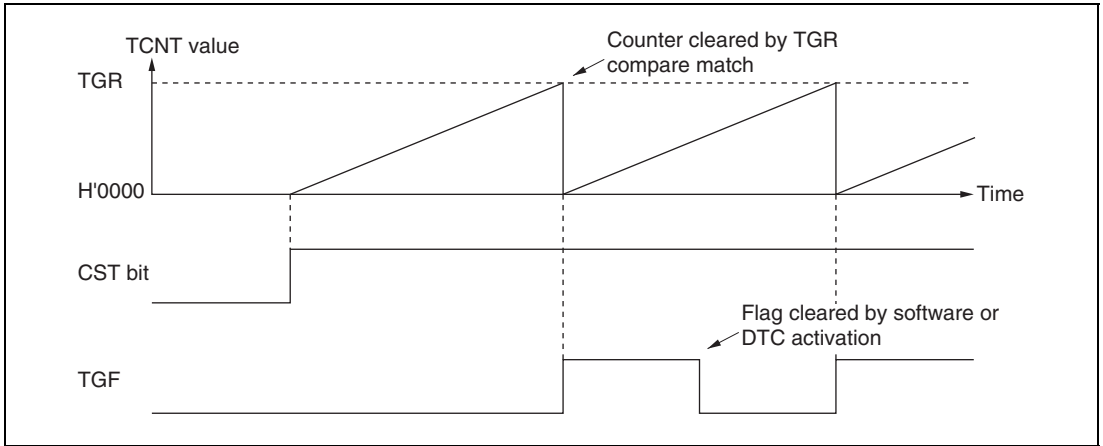 TCNT value
Counter cleared by TGR
compare match
TGR
H'0000
Time
CST bit
Flag cleared by software or
DTC activation
TGF